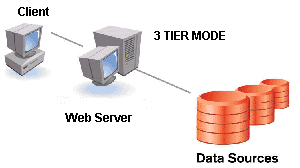 Client
3 TIER MODE
Web Server
Data Sources